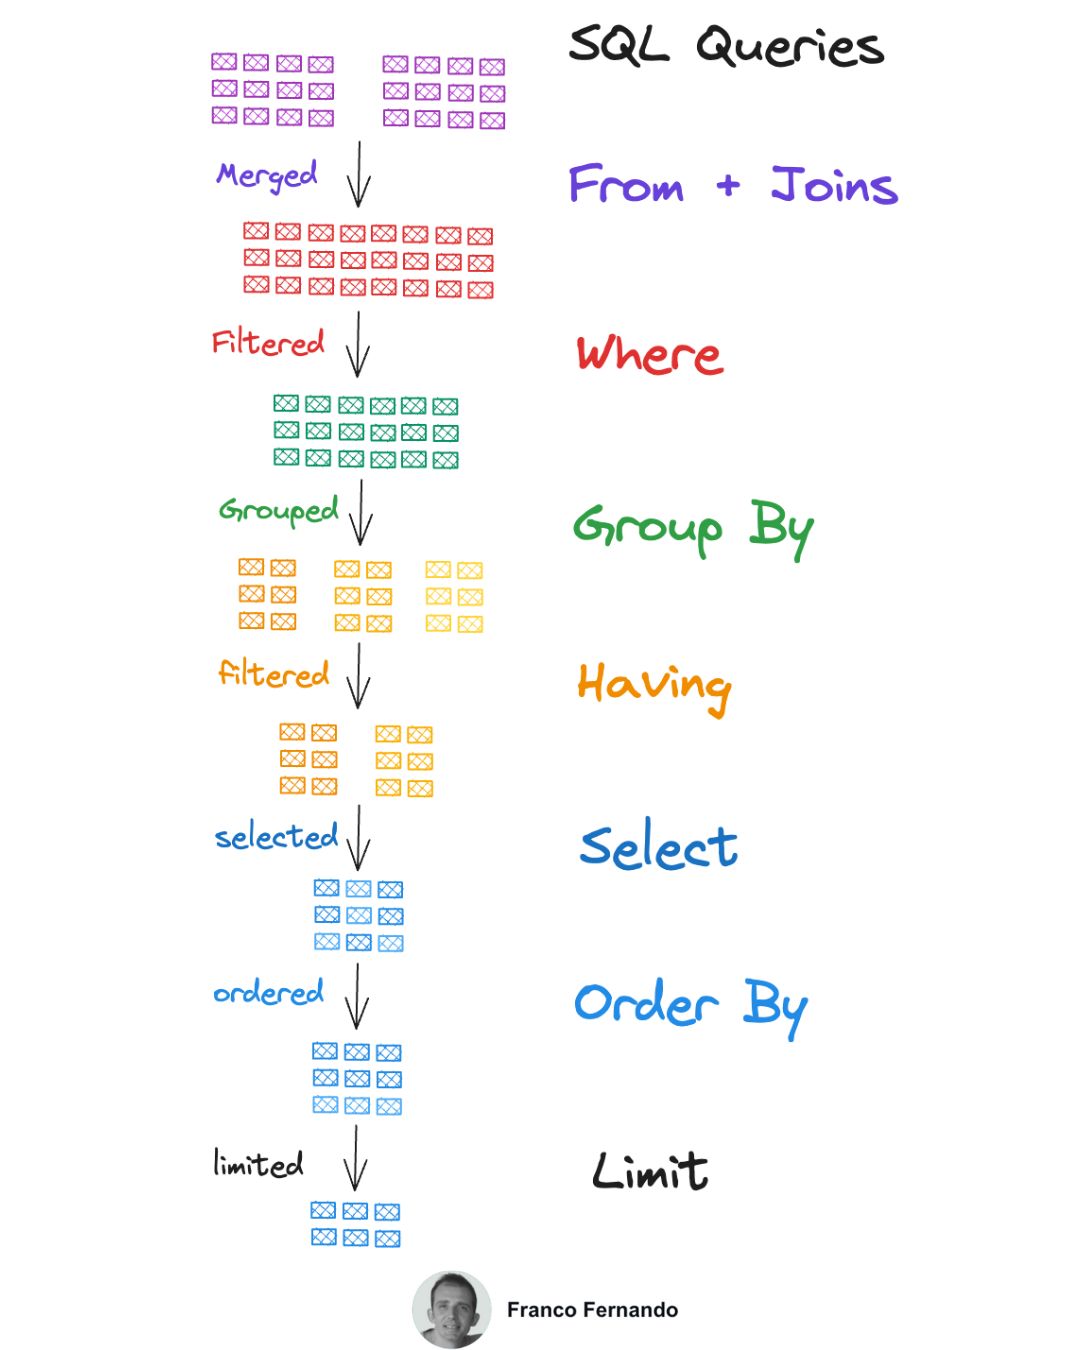 SQL Queries
Merged
From + Joins
Filtered
Where
Grouped
Group By
filtered
Having
selected
Select
ordered
Order By
limited
Limit
Franco Fernando